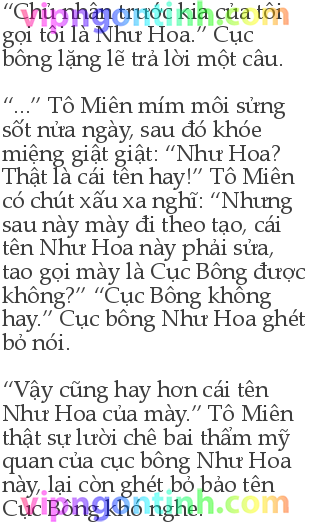 “Chủ nhân trước kia của tôi
gọi tôi là Như Hoa.” Cục
bông lặng lẽ trả lời một câu.
“...” Tô Miên mím môi sửng
sốt nửa ngày, sau đó khóe
miệng giật giật: “Như Hoa?
Thật là cái tên hay!” Tô Miên
có chút xấu xa nghĩ: “Nhưng
sau này mày đi theo tạo, cái
tên Như Hoa này phải sửa,
tao gọi mày là Cục Bông được
không?” “Cục Bông không
hay.” Cục bông Như Hoa ghét
bỏ nói.
“Vậy cũng hay hơn cái tên
Như Hoa của mày.” Tô Miên
thật sự lười chê bai thẩm mỹ
quan của cục bông Như Hoa
này, lại còn ghét bỏ bảo tên
Cục Bông khó nghe.
vipngontinh.com
vipngontinh.com